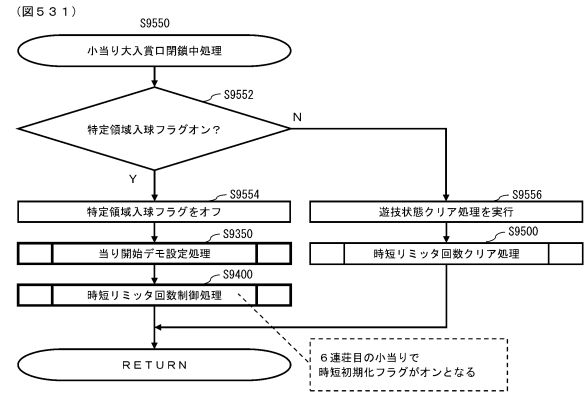 (図531)
S9550
小当り大入賞口閉鎖中処理
S9552
特定領域入球フラグオン?
N
Y
S9554
特定領域入球フラグをオフ
S9556
遊技状態クリア処理を実行
S9350
当り開始デモ設定処理
S9500
時短リミッタ回数クリア処理
S9400
時短リミッタ回数制御処理
6連荘目の小当りで
時短初期化フラグがオンとなる
RETURN